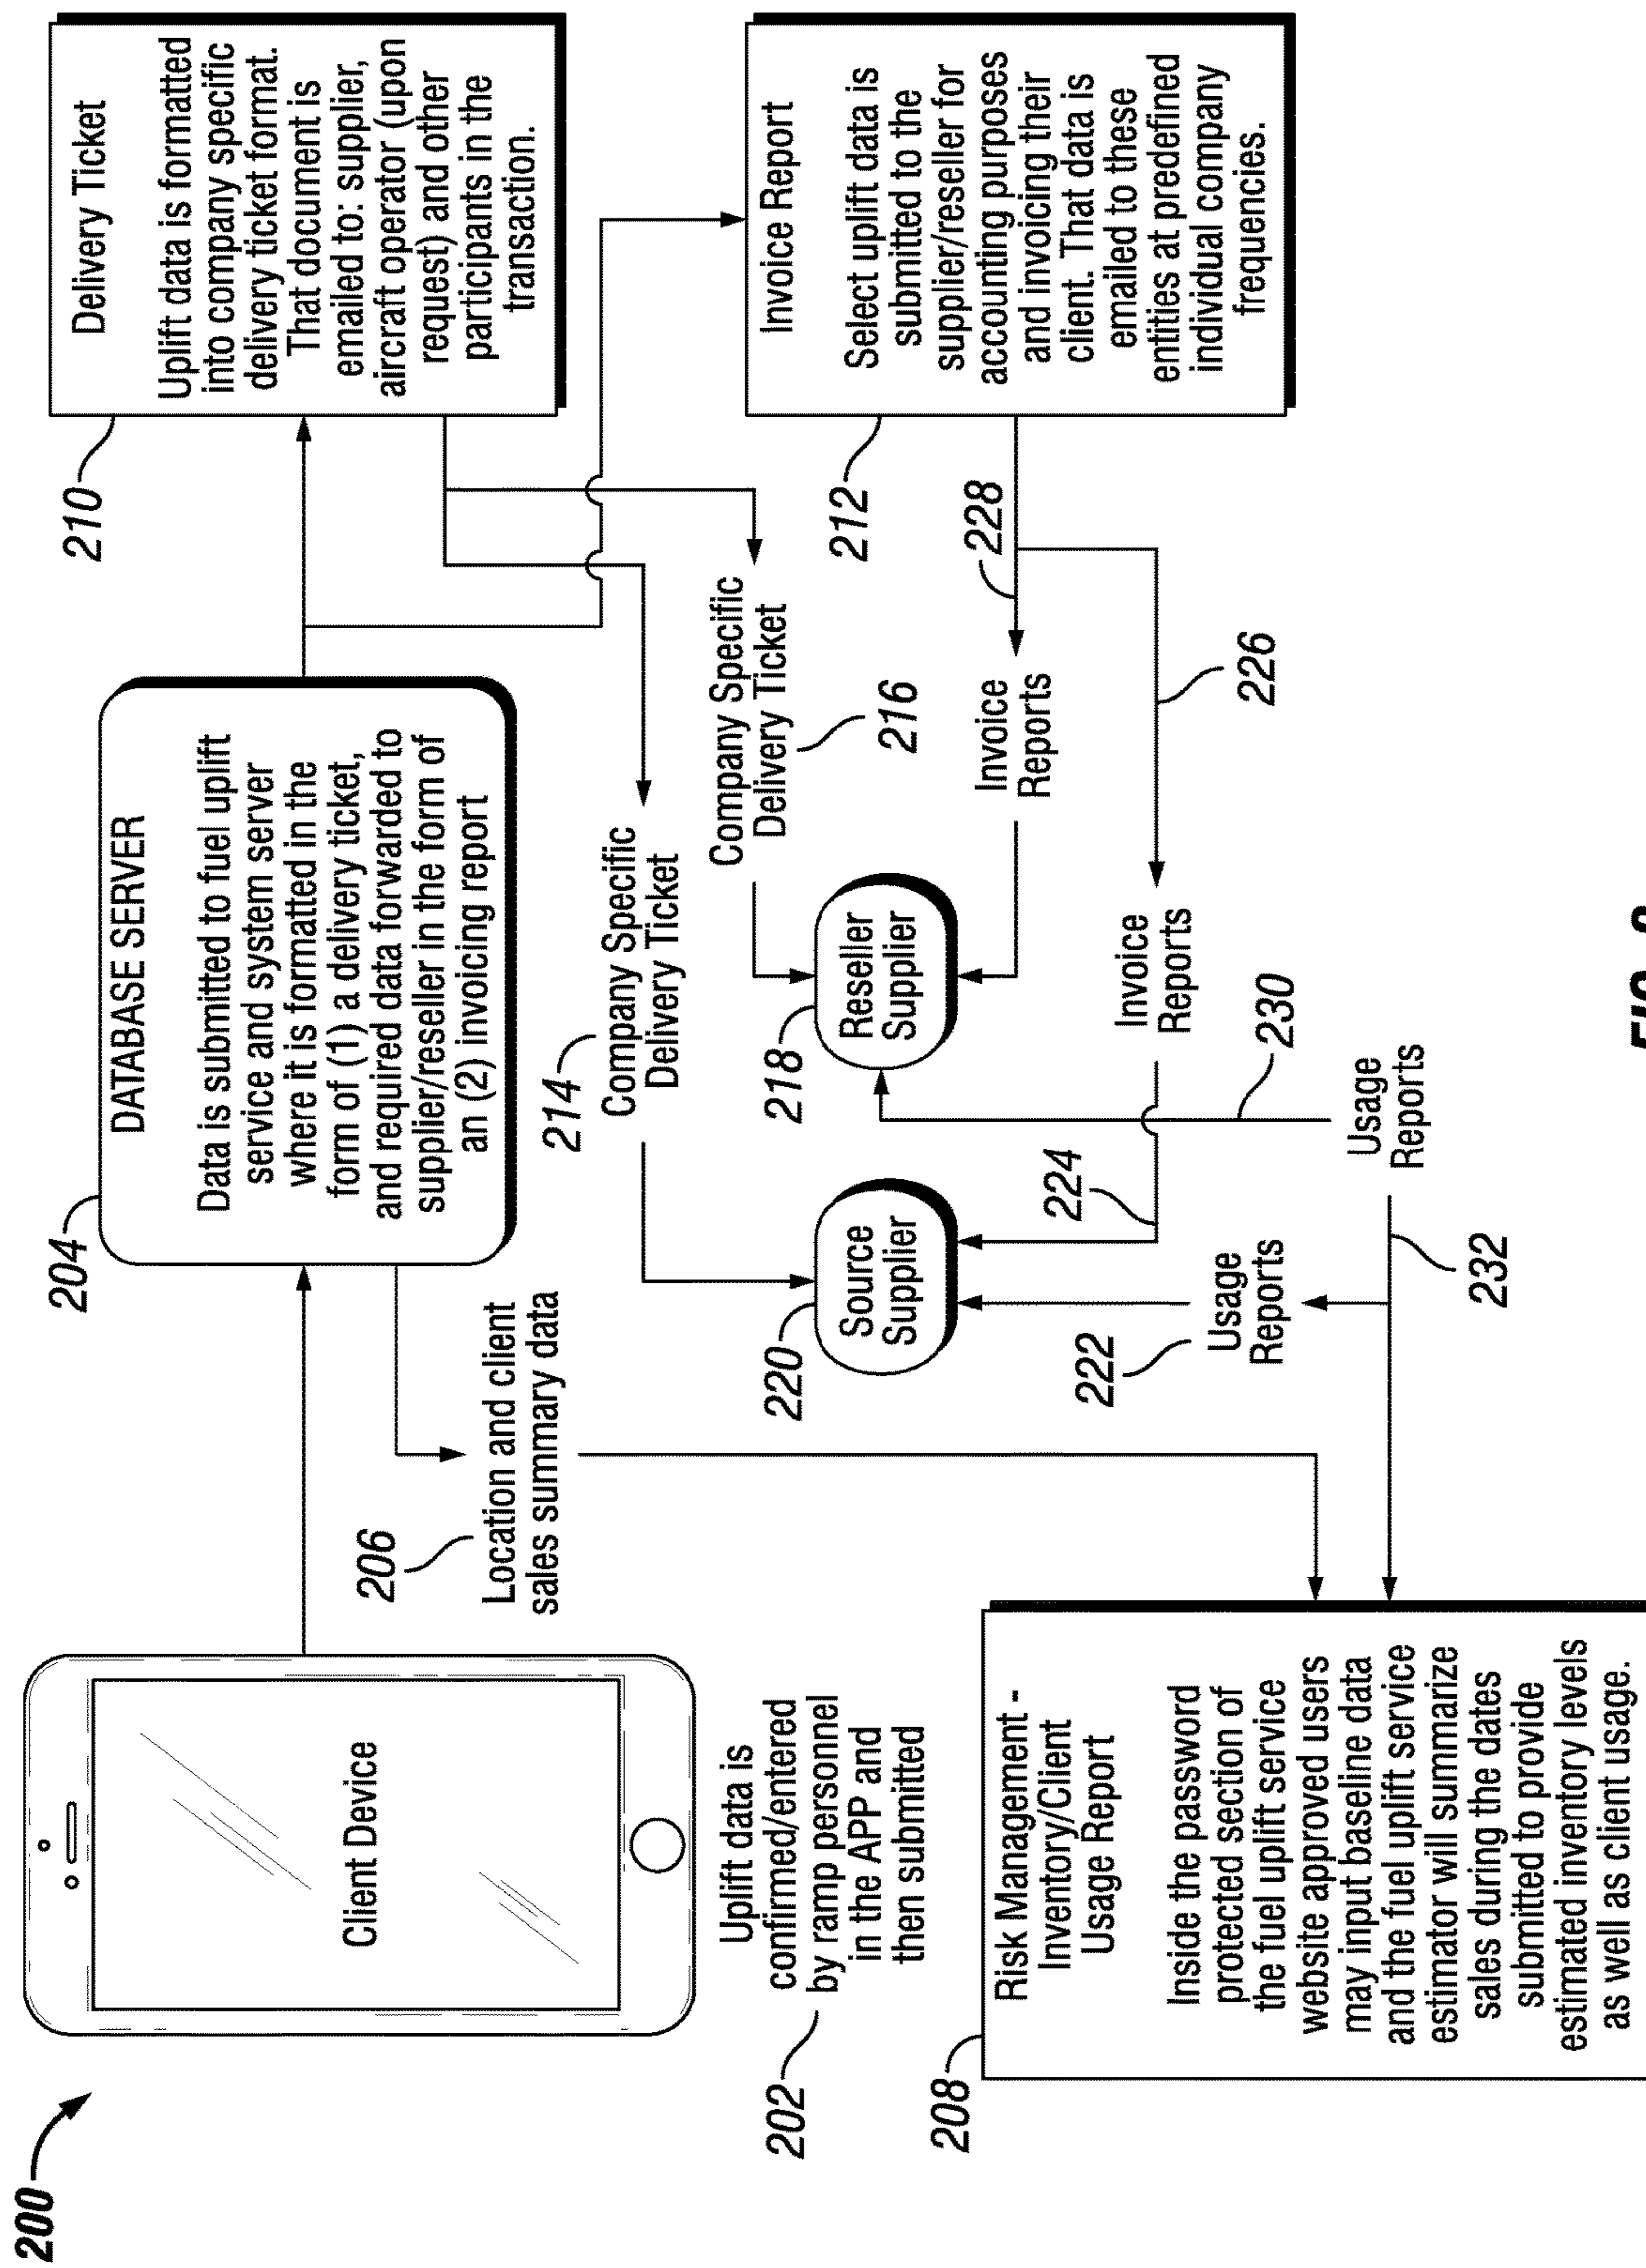 200
Client Device
202
Uplift data is
confirmed/entered
by ramp personnel
in the APP and
then submitted
204
DATABASE SERVER
Data is submitted to fuel uplift
service and system server
where it is formatted in the
form of (1) a delivery ticket,
and required data forwarded to
supplier/reseller in the form of
an (2) invoicing report
210
Delivery Ticket
Uplift data is formatted
into company specific
delivery ticket format.
That document is
emailed to: supplier,
aircraft operator (upon
request) and other
participants in the
transaction.
206
Location and client
sales summary data
214
Company Specific
Delivery Ticket
Company Specific
Delivery Ticket
216
212
Invoice Report
Select uplift data is
submitted to the
supplier/reseller for
accounting purposes
and invoicing their
client. That data is
emailed to these
entities at predefined
individual company
frequencies.
220
Source
Supplier
218
Reseller
Supplier
Invoice
Reports
228
208
Risk Management -
Inventory/Client
Usage Report
Inside the password
protected section of
the fuel uplift service
website approved users
may input baseline data
and the fuel uplift service
estimator will summarize
sales during the dates
submitted to provide
estimated inventory levels
as well as client usage.
222
Usage
Reports
224
Invoice
Reports
226
230
Usage
Reports
232